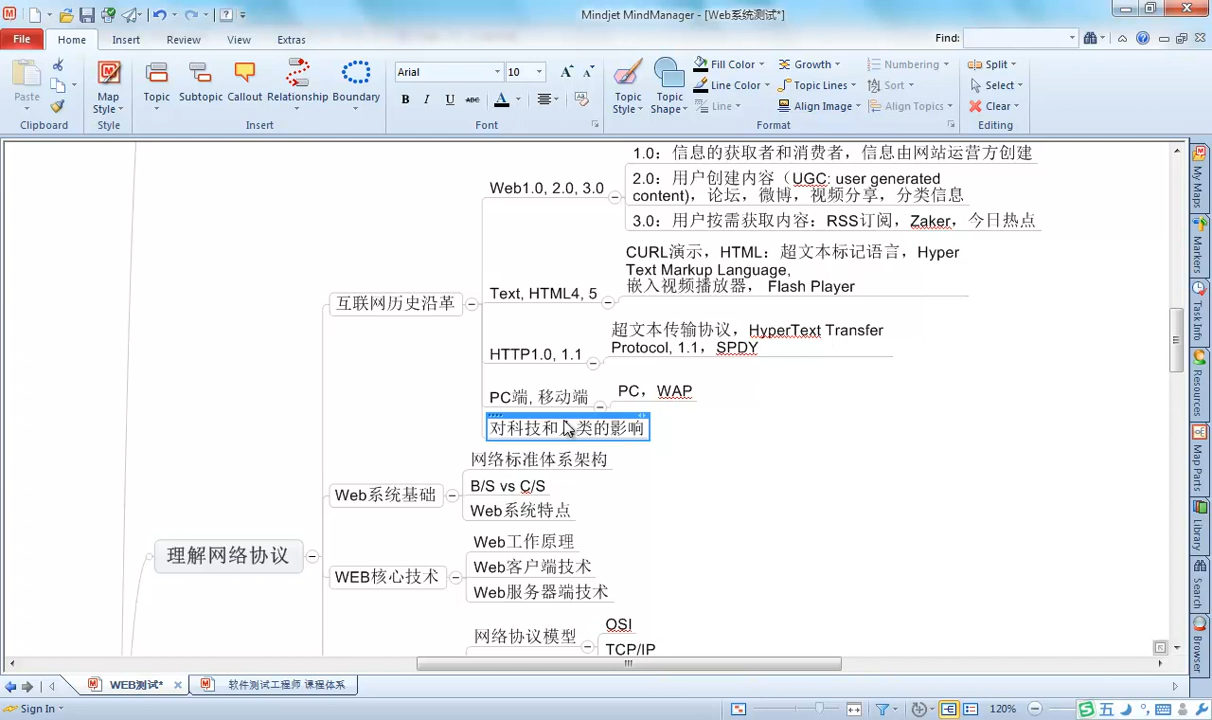 Mindjet MindManager - [Web系统测试*]
File Home Insert Review View Extras Find:
Paste
Map Style
Topic Subtopic Callout Relationship Boundary
Arial 10
B I U abc A
Topic Style
Topic Shape
Fill Color
Line Color
Line
Growth
Topic Lines
Align Image
Numbering
Sort
Align Topics
Split
Select
Clear
Clipboard Style Insert Font Format Editing
1.0：信息的获取者和消费者，信息由网站运营方创建
Web1.0, 2.0, 3.0
2.0：用户创建内容（UGC: user generated
content)，论坛，微博，视频分享，分类信息
3.0：用户按需获取内容：RSS订阅，Zaker，今日热点
CURL演示，HTML：超文本标记语言，Hyper
Text Markup Language,
嵌入视频播放器， Flash Player
Text, HTML4, 5
互联网历史沿革
超文本传输协议，HyperText Transfer
Protocol, 1.1，SPDY
HTTP1.0, 1.1
PC端, 移动端
PC，WAP
对科技和人类的影响
网络标准体系架构
Web系统基础
B/S vs C/S
Web系统特点
理解网络协议
Web工作原理
WEB核心技术
Web客户端技术
Web服务器端技术
网络协议模型
OSI
TCP/IP
My Maps
Markers
Task Info
Resources
Map Parts
Library
Search
Browser
WEB测试*
软件测试工程师 课程体系
Sign In
120%
五